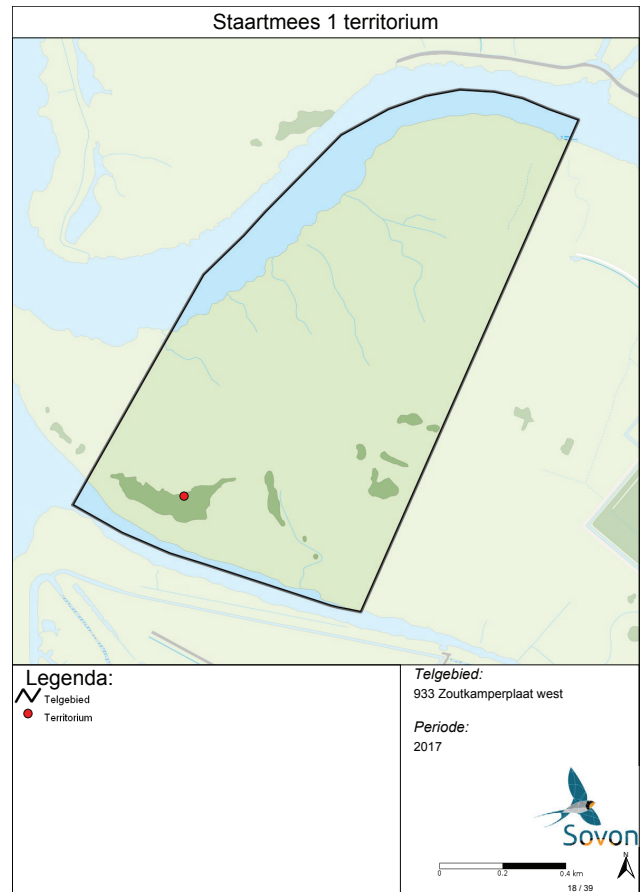 Staartmees 1 territorium
Legenda:
Telgebied
Territorium
Telgebied:
933 Zoutkamperplaat west
Periode:
2017
Sovon
N
0 0.2 0.4 km
18 / 39